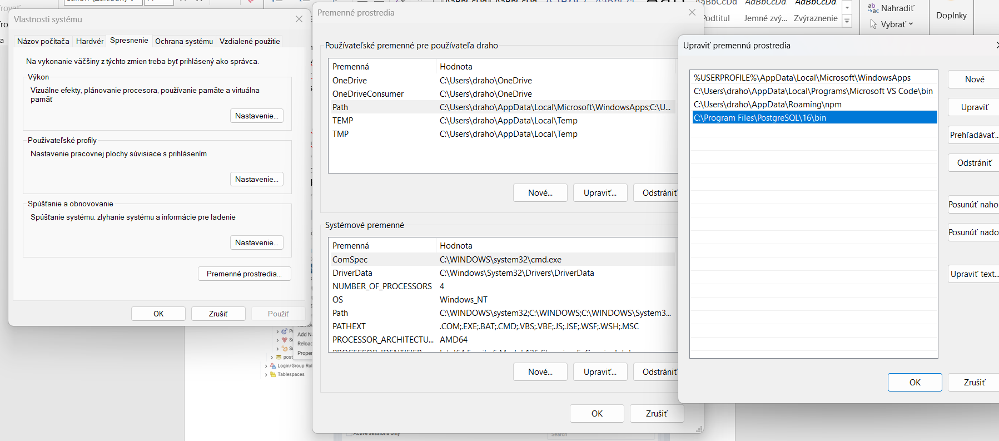 Nahradiť
Vybrať
Doplnky
AaBbCcDd
AaBbCcDd
AaBbCcDd
Podtitul
Jemné zvý...
Zvýraznenie
Vlastnosti systému
Názov počítača
Hardvér
Spresnenie
Ochrana systému
Vzdialené použitie
Na vykonanie väčšiny z týchto zmien treba byť prihlásený ako správca.
Výkon
Vizuálne efekty, plánovanie procesora, používanie pamäte a virtuálna
pamäť
Nastavenie...
Používateľské profily
Nastavenie pracovnej plochy súvisiace s prihlásením
Nastavenie...
Spúšťanie a obnovovanie
Spúšťanie systému, zlyhanie systému a informácie pre ladenie
Nastavenie...
Premenné prostredia...
OK
Zrušiť
Použiť
Add Na
Reload
Proper
post
Login/Group Rol
Tablespaces
Premenné prostredia
Používateľské premenné pre používateľa draho
Premenná Hodnota
OneDrive C:\Users\draho\OneDrive
OneDriveConsumer C:\Users\draho\OneDrive
Path C:\Users\draho\AppData\Local\Microsoft\WindowsApps;C:\U...
TEMP C:\Users\draho\AppData\Local\Temp
TMP C:\Users\draho\AppData\Local\Temp
Nové...
Upraviť...
Odstrániť
Systémové premenné
Premenná Hodnota
ComSpec C:\WINDOWS\system32\cmd.exe
DriverData C:\Windows\System32\Drivers\DriverData
NUMBER_OF_PROCESSORS 4
OS Windows_NT
Path C:\WINDOWS\system32;C:\WINDOWS;C:\WINDOWS\System3...
PATHEXT .COM;.EXE;.BAT;.CMD;.VBS;.VBE;.JS;.JSE;.WSF;.WSH;.MSC
PROCESSOR_ARCHITECTU... AMD64
Nové...
Upraviť...
Odstrániť
OK
Zrušiť
Active sessions only
Search
Upraviť premennú prostredia
%USERPROFILE%\AppData\Local\Microsoft\WindowsApps
C:\Users\draho\AppData\Local\Programs\Microsoft VS Code\bin
C:\Users\draho\AppData\Roaming\npm
C:\Program Files\PostgreSQL\16\bin
Nové
Upraviť
Prehľadávať...
Odstrániť
Posunúť naho
Posunúť nado
Upraviť text...
OK
Zrušiť